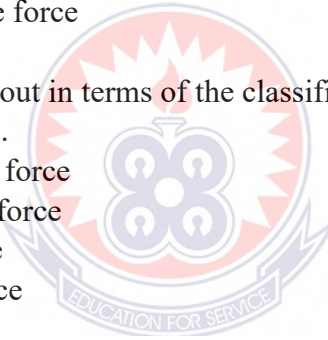 e force
out in terms of the classifi
.
force
force
e
ce
EDUCATION FOR SERVICE